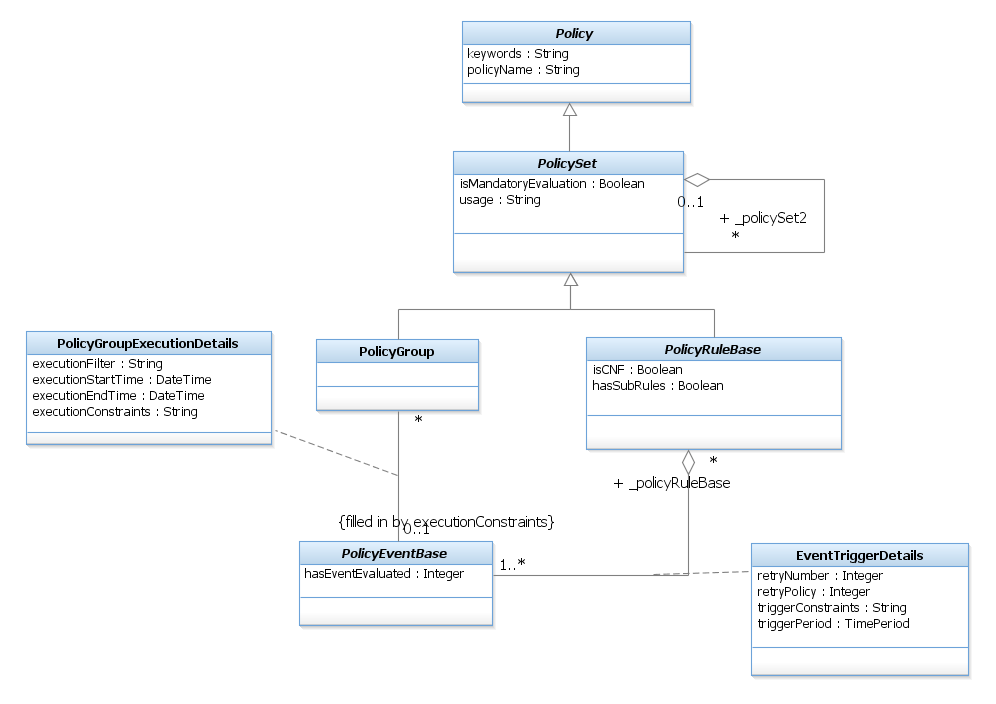 Policy
keywords : String
policyName : String
PolicySet
isMandatoryEvaluation : Boolean
usage : String
0..1
+ _policySet2
*
PolicyGroupExecutionDetails
executionFilter : String
executionStartTime : DateTime
executionEndTime : DateTime
executionConstraints : String
PolicyGroup
*
PolicyRuleBase
isCNF : Boolean
hasSubRules : Boolean
*
+ _policyRuleBase
{filled in by executionConstraints}
0..1
PolicyEventBase
hasEventEvaluated : Integer
1..*
EventTriggerDetails
retryNumber : Integer
retryPolicy : Integer
triggerConstraints : String
triggerPeriod : TimePeriod